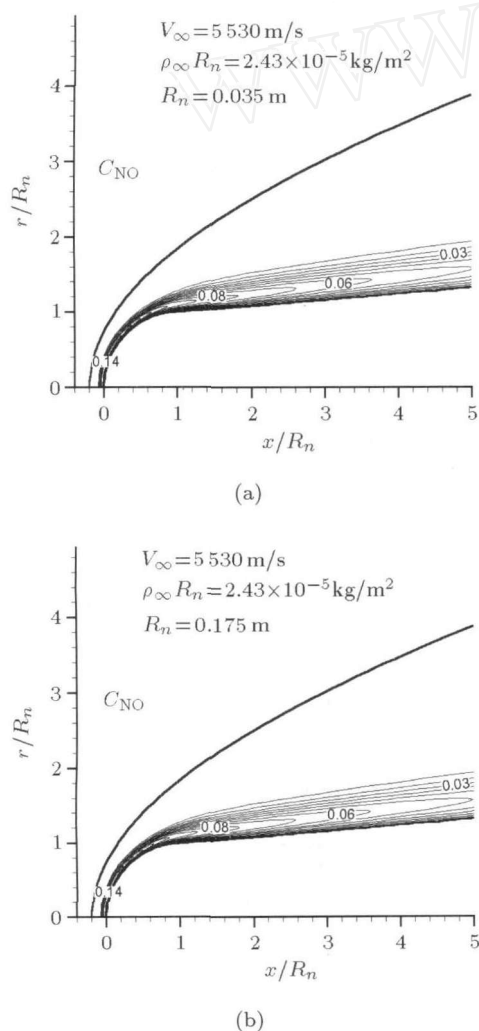 WWW
V∞=5 530 m/s
ρ∞Rn=2.43×10−5kg/m2
Rn=0.035 m
CNO
r/Rn
4
3
2
1
0
0.03
0.06
0.08
0.14
0 1 2 3 4 5
x/Rn
(a)
V∞=5 530 m/s
ρ∞Rn=2.43×10−5kg/m2
Rn=0.175 m
CNO
r/Rn
4
3
2
1
0
0.03
0.06
0.08
0.14
0 1 2 3 4 5
x/Rn
(b)